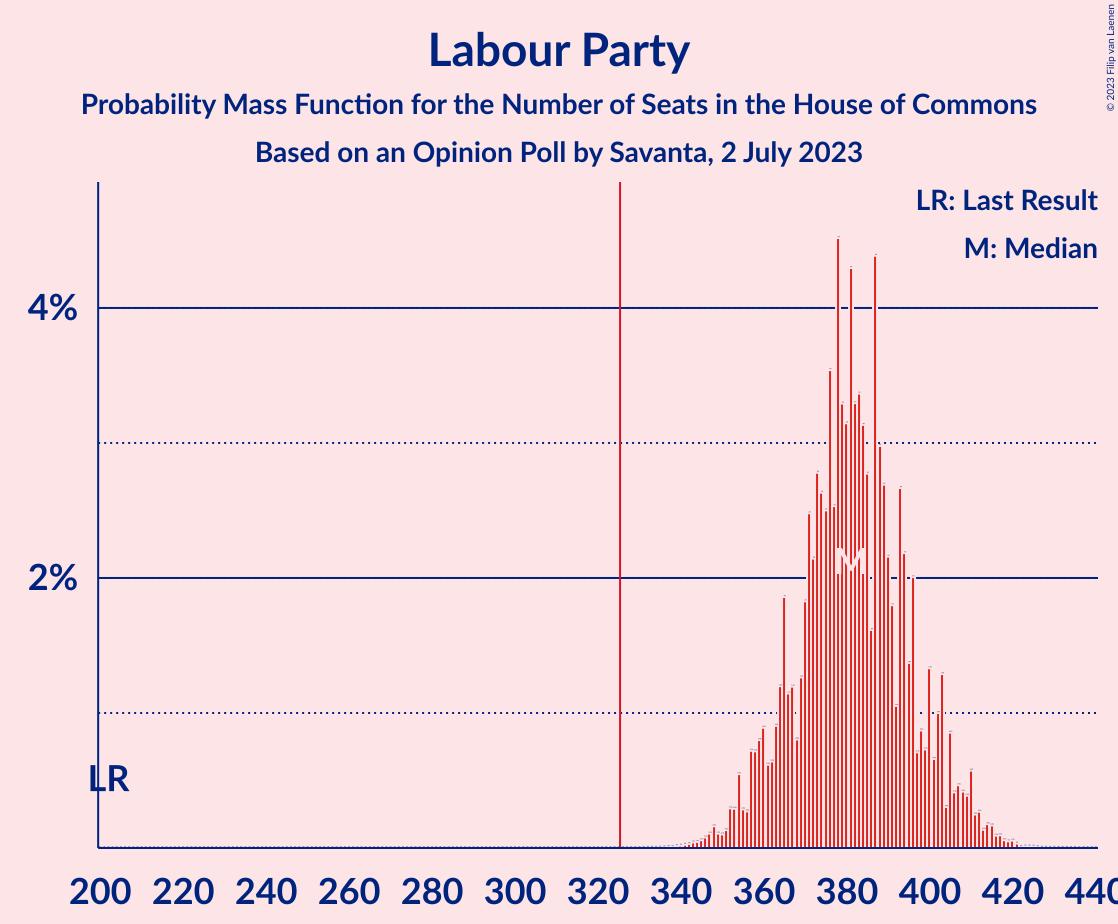 Labour Party
Probability Mass Function for the Number of Seats in the House of Commons
Based on an Opinion Poll by Savanta, 2 July 2023
© 2023 Filip van Laenen
LR: Last Result
M: Median
4%
2%
M
LR
200 220 240 260 280 300 320 340 360 380 400 420 440